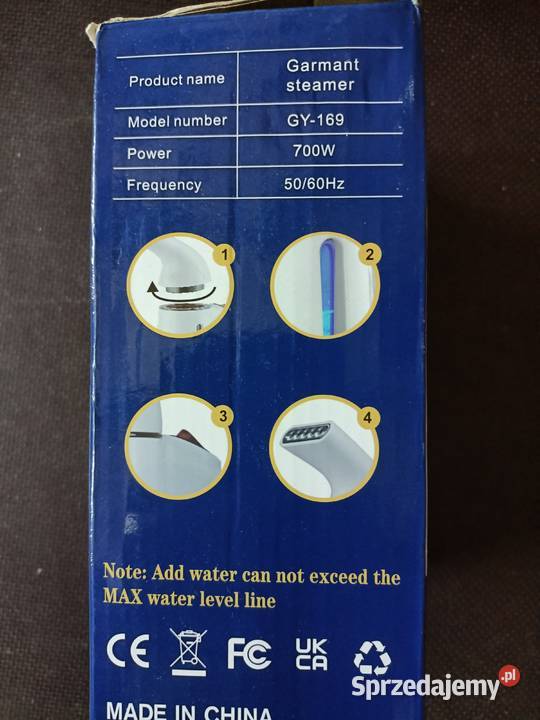 Product name
Garmant
steamer
Model number
GY-169
Power
700W
Frequency
50/60Hz
1
2
3
4
Note: Add water can not exceed the
MAX water level line
CE
FC
UK
CA
MADE IN CHINA
Sprzedajemy.pl